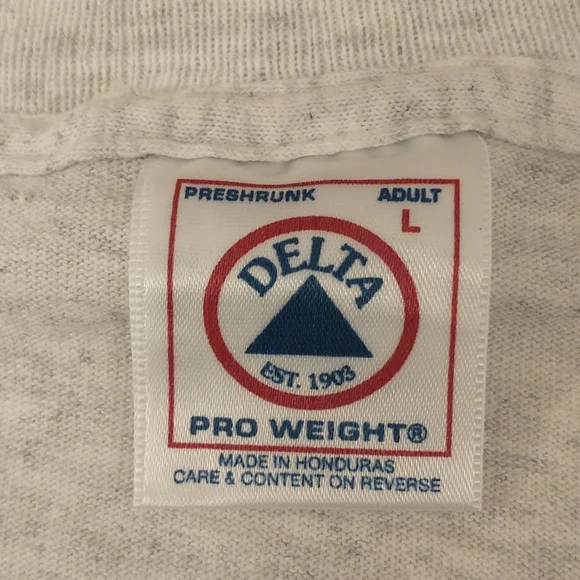 PRESHRUNK ADULT
L
DELTA
EST. 1903
PRO WEIGHT®
MADE IN HONDURAS
CARE & CONTENT ON REVERSE